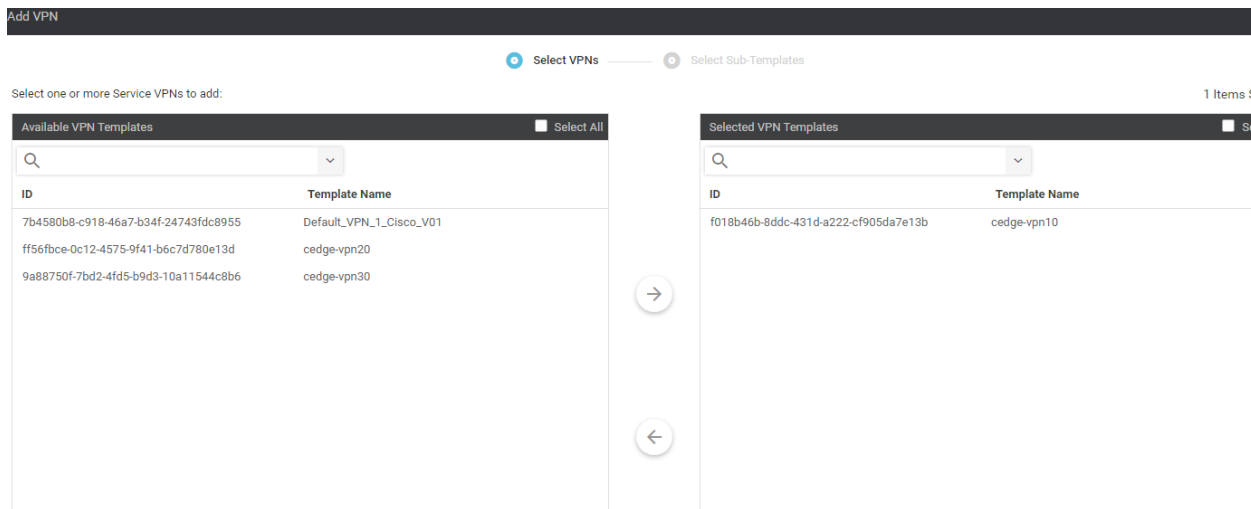 Add VPN
Select VPNs
Select Sub-Templates
Select one or more Service VPNs to add:
1 Items
Available VPN Templates
Select All
ID Template Name
7b4580b8-c918-46a7-b34f-24743fdc8955 Default_VPN_1_Cisco_V01
ff56fbce-0c12-4575-9f41-b6c7d780e13d cedge-vpn20
9a88750f-7bd2-4fd5-b9d3-10a11544c8b6 cedge-vpn30
Selected VPN Templates
ID Template Name
f018b46b-8ddc-431d-a222-cf905da7e13b cedge-vpn10